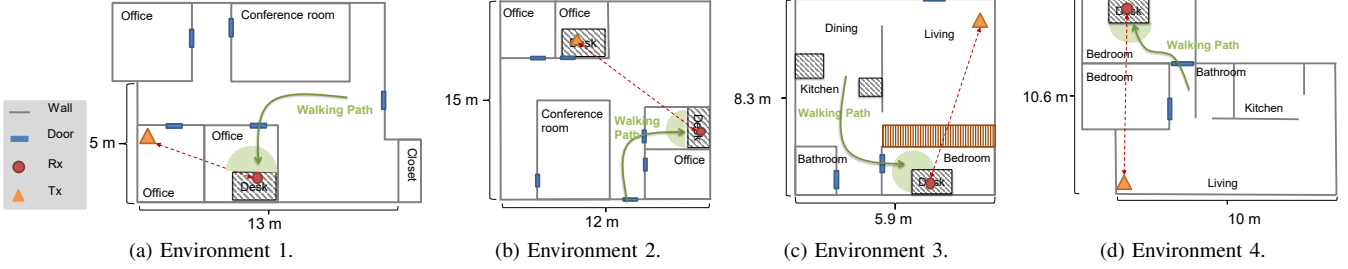 Wall
Door
Rx
Tx
Office
Conference room
5 m
Office
Walking Path
Office
Desk
Closet
13 m
(a) Environment 1.
Office
Office
Desk
15 m
Conference
room
Walking
Path
Desk
Office
12 m
(b) Environment 2.
Dining
Living
Kitchen
8.3 m
Walking Path
Bathroom
Bedroom
Desk
5.9 m
(c) Environment 3.
Desk
Walking Path
Bedroom
Bedroom
Bathroom
10.6 m
Kitchen
Living
10 m
(d) Environment 4.